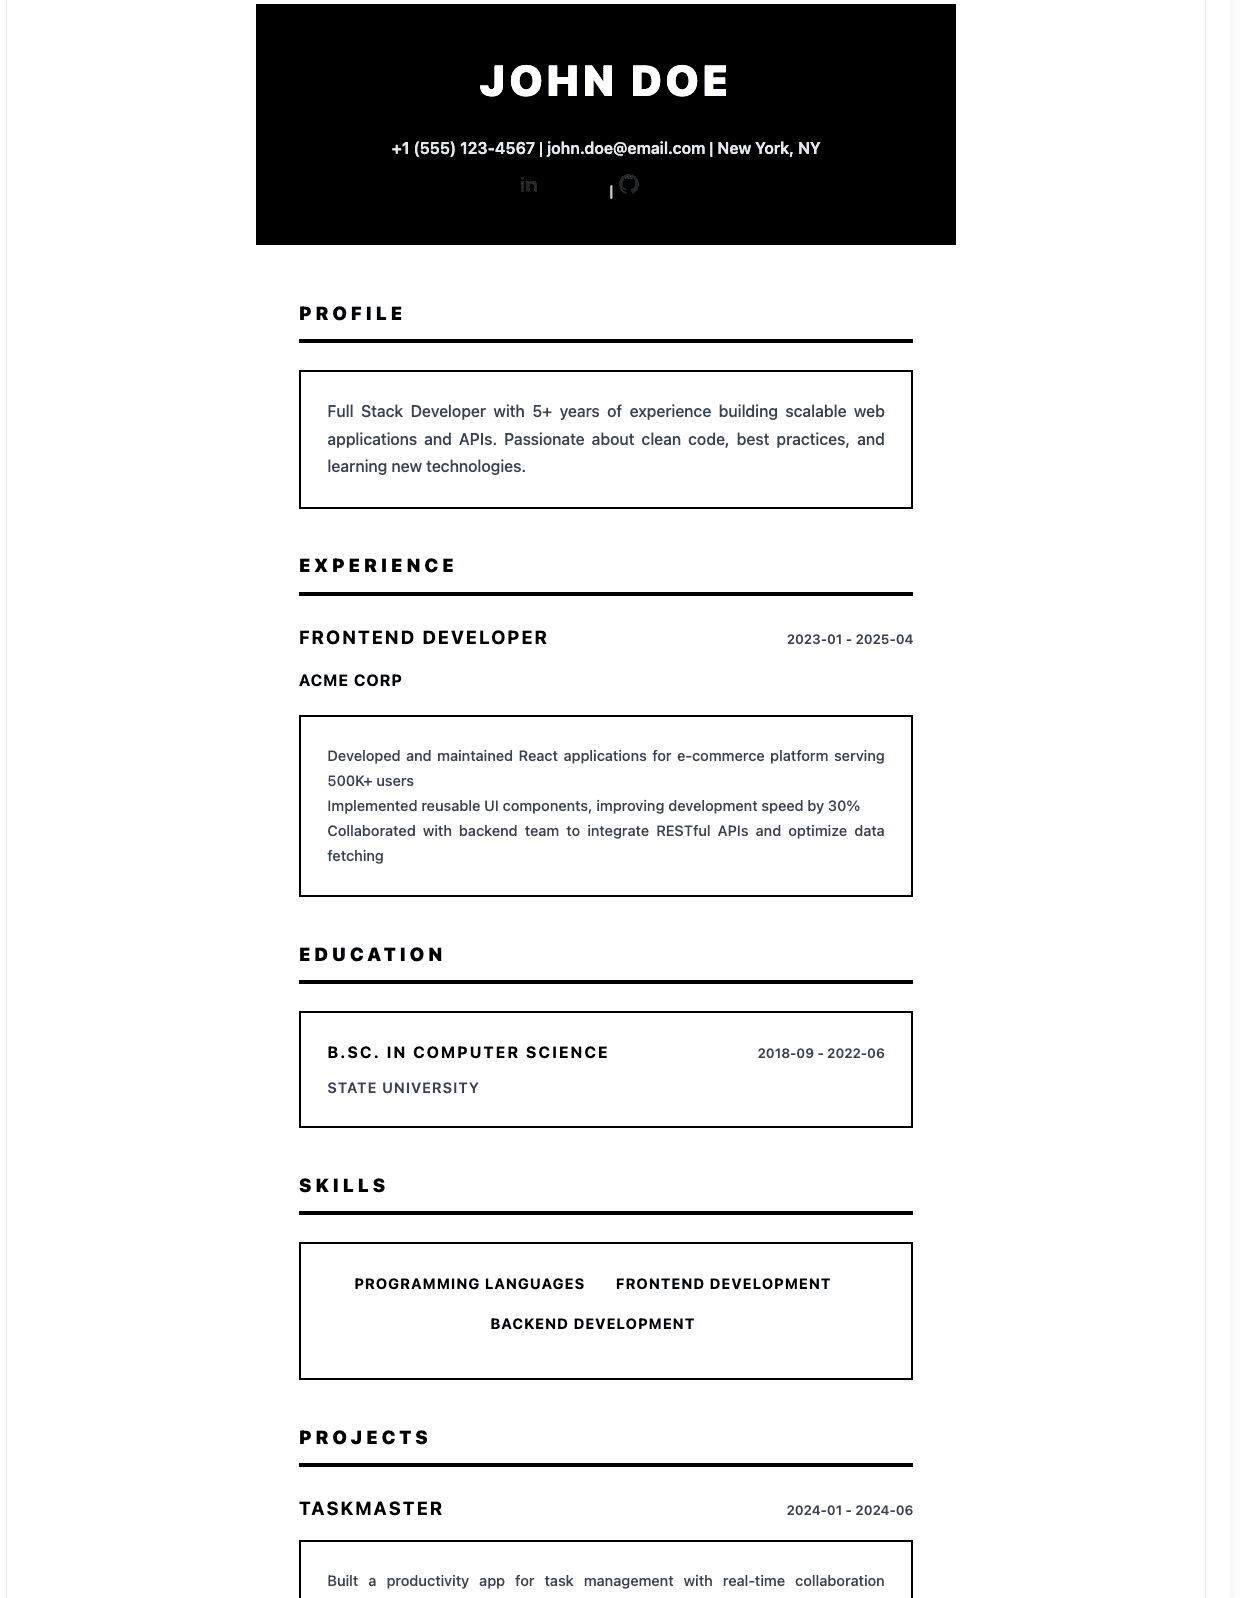 JOHN DOE
+1 (555) 123-4567 | john.doe@email.com | New York, NY
in |
PROFILE
Full Stack Developer with 5+ years of experience building scalable web
applications and APIs. Passionate about clean code, best practices, and
learning new technologies.
EXPERIENCE
FRONTEND DEVELOPER 2023-01 - 2025-04
ACME CORP
Developed and maintained React applications for e-commerce platform serving
500K+ users
Implemented reusable UI components, improving development speed by 30%
Collaborated with backend team to integrate RESTful APIs and optimize data
fetching
EDUCATION
B.SC. IN COMPUTER SCIENCE 2018-09 - 2022-06
STATE UNIVERSITY
SKILLS
PROGRAMMING LANGUAGES FRONTEND DEVELOPMENT
BACKEND DEVELOPMENT
PROJECTS
TASKMASTER 2024-01 - 2024-06
Built a productivity app for task management with real-time collaboration